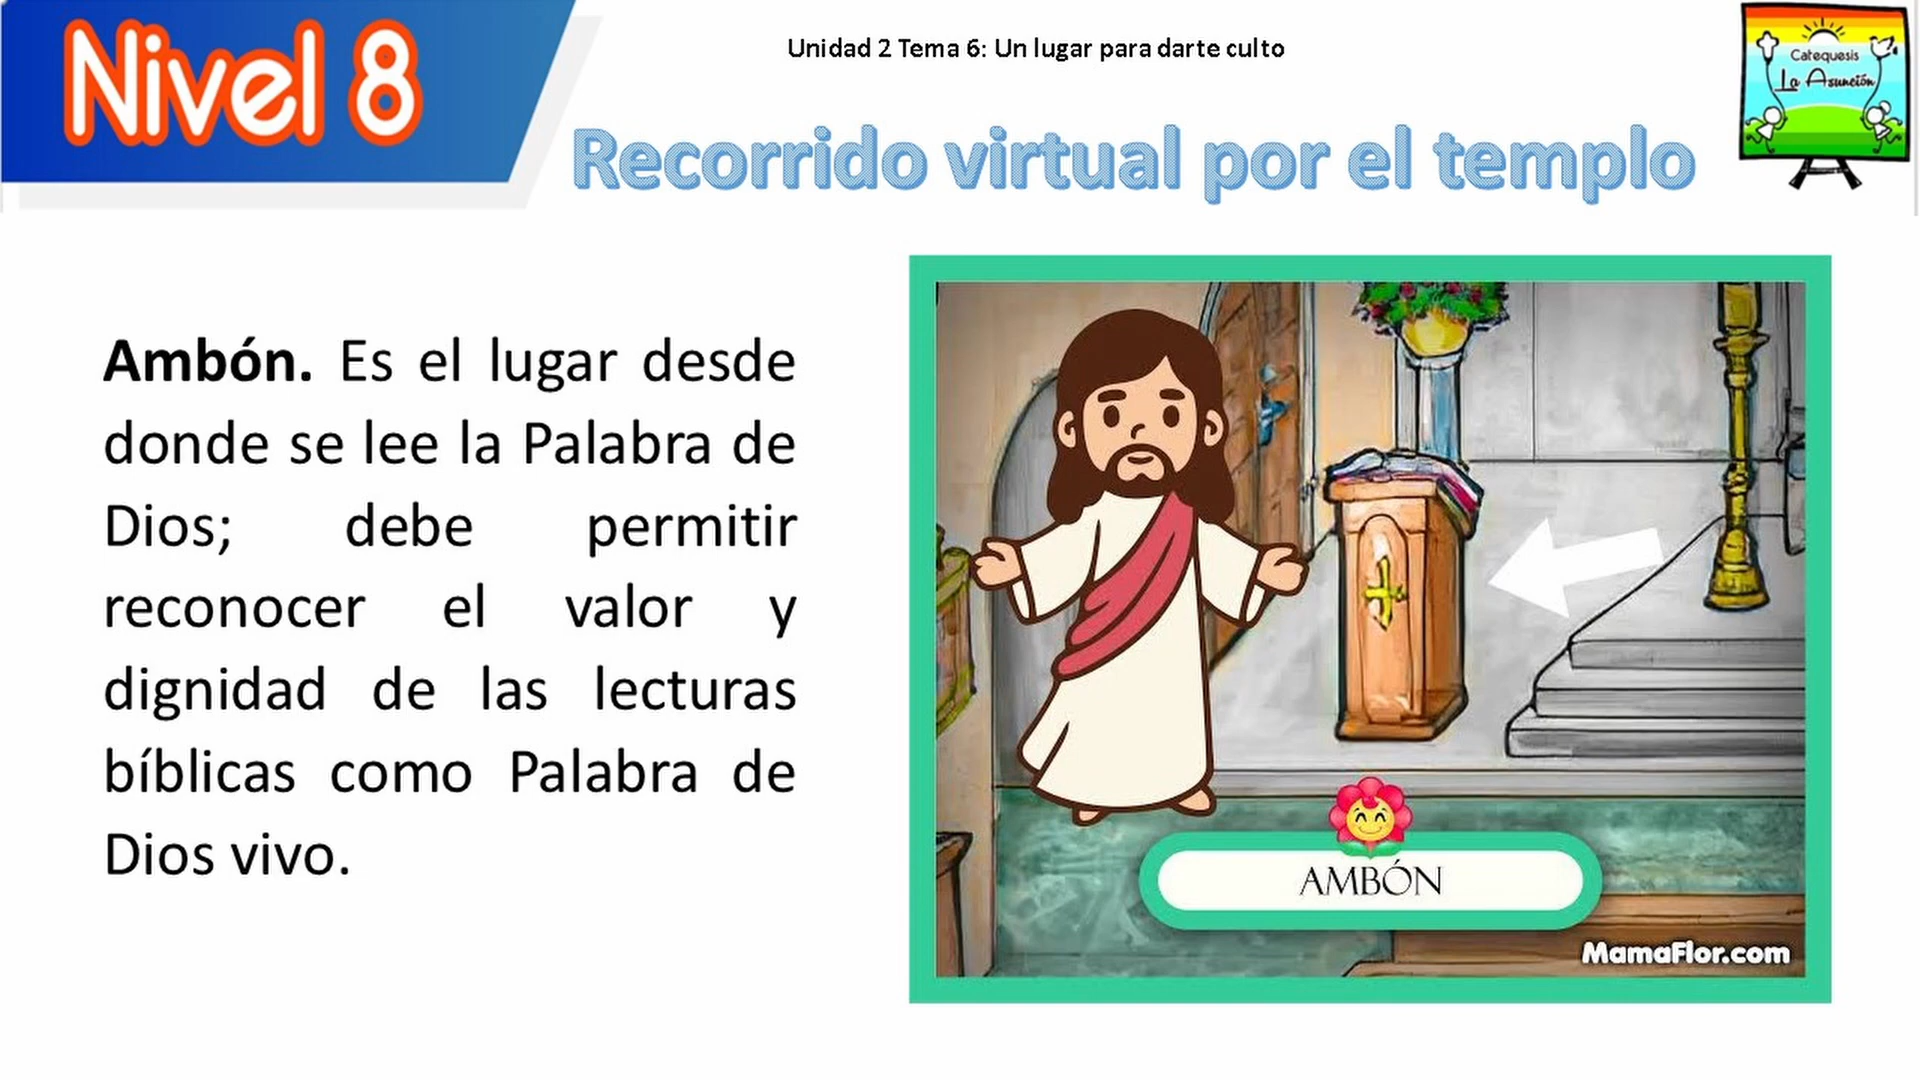 Nivel 8
Unidad 2 Tema 6: Un lugar para darte culto
Catequesis
La Asunción
Recorrido virtual por el templo
Ambón. Es el lugar desde
donde se lee la Palabra de
Dios; debe permitir
reconocer el valor y
dignidad de las lecturas
bíblicas como Palabra de
Dios vivo.
AMBÓN
MamaFlor.com